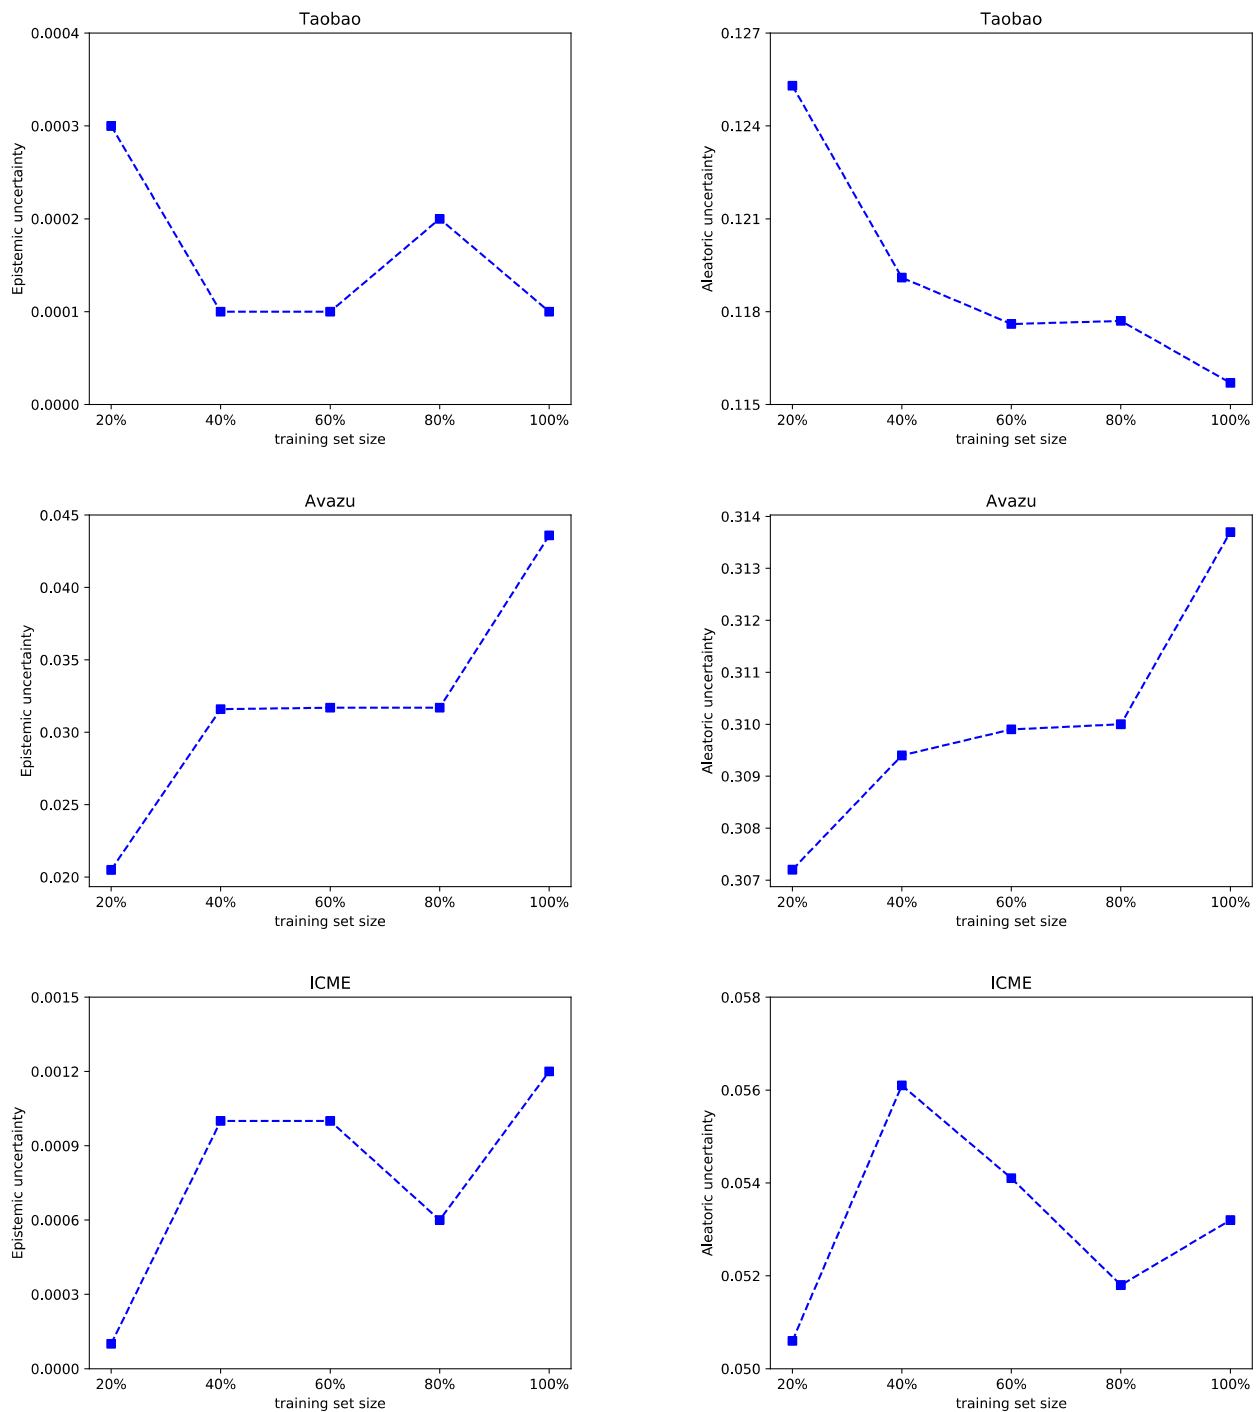 Taobao
0.0004
0.0003
0.0002
0.0001
0.0000
Epistemic uncertainty
20% 40% 60% 80% 100%
training set size
Taobao
0.127
0.124
0.121
0.118
0.115
Aleatoric uncertainty
20% 40% 60% 80% 100%
training set size
Avazu
0.045
0.040
0.035
0.030
0.025
0.020
Epistemic uncertainty
20% 40% 60% 80% 100%
training set size
Avazu
0.314
0.313
0.312
0.311
0.310
0.309
0.308
0.307
Aleatoric uncertainty
20% 40% 60% 80% 100%
training set size
ICME
0.0015
0.0012
0.0009
0.0006
0.0003
0.0000
Epistemic uncertainty
20% 40% 60% 80% 100%
training set size
ICME
0.058
0.056
0.054
0.052
0.050
Aleatoric uncertainty
20% 40% 60% 80% 100%
training set size